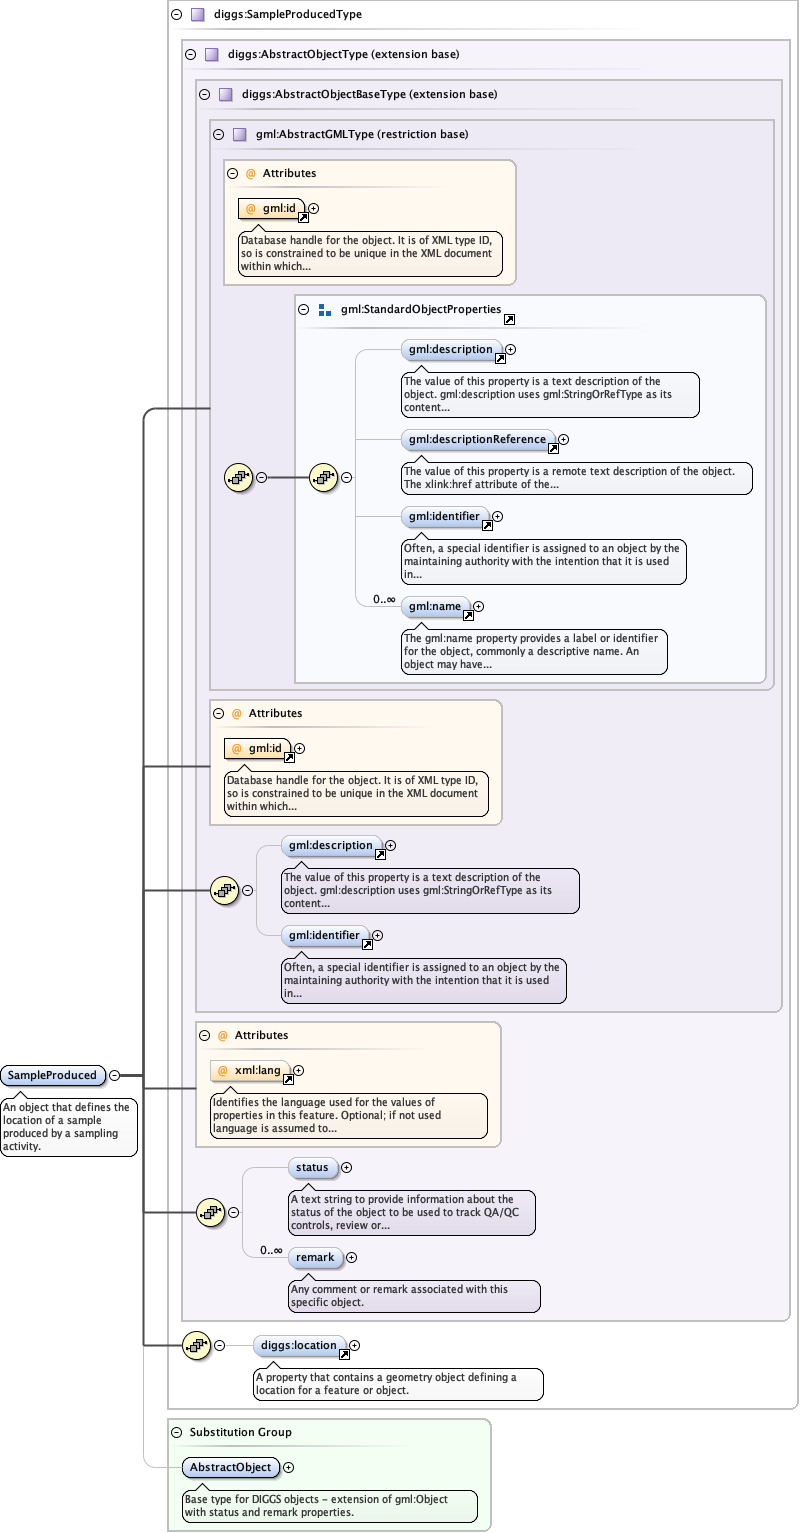 diggs:SampleProducedType
diggs:AbstractObjectType (extension base)
diggs:AbstractObjectBaseType (extension base)
gml:AbstractGMLType (restriction base)
@ Attributes
@ gml:id
Database handle for the object. It is of XML type ID,
so is constrained to be unique in the XML document
within which...
gml:StandardObjectProperties
gml:description
The value of this property is a text description of the
object. gml:description uses gml:StringOrRefType as its
content...
gml:descriptionReference
The value of this property is a remote text description of the object.
The xlink:href attribute of the...
gml:identifier
Often, a special identifier is assigned to an object by the
maintaining authority with the intention that it is used
in...
0..∞
gml:name
The gml:name property provides a label or identifier
for the object, commonly a descriptive name. An
object may have...
@ Attributes
@ gml:id
Database handle for the object. It is of XML type ID,
so is constrained to be unique in the XML document
within which...
gml:description
The value of this property is a text description of the
object. gml:description uses gml:StringOrRefType as its
content...
gml:identifier
Often, a special identifier is assigned to an object by the
maintaining authority with the intention that it is used
in...
@ Attributes
@ xml:lang
Identifies the language used for the values of
properties in this feature. Optional; if not used
language is assumed to...
SampleProduced
An object that defines the
location of a sample
produced by a sampling
activity.
status
A text string to provide information about the
status of the object to be used to track QA/QC
controls, review or...
0..∞
remark
Any comment or remark associated with this
specific object.
diggs:location
A property that contains a geometry object defining a
location for a feature or object.
Substitution Group
AbstractObject
Base type for DIGGS objects - extension of gml:Object
with status and remark properties.